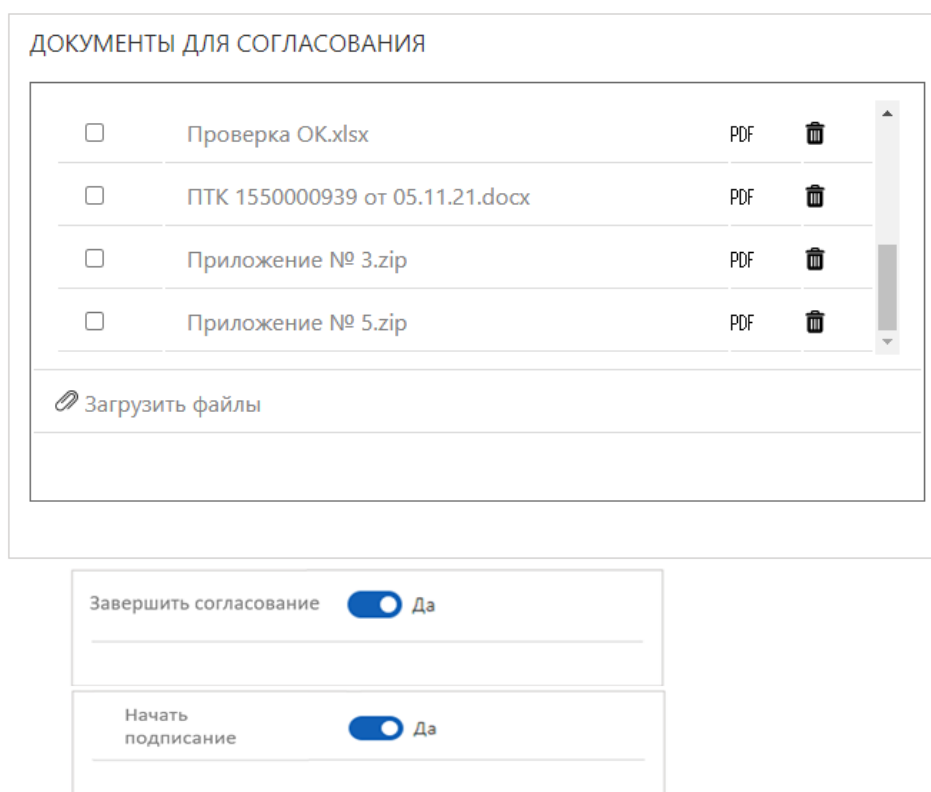 ДОКУМЕНТЫ ДЛЯ СОГЛАСОВАНИЯ
Проверка ОК.xlsx PDF
ПТК 1550000939 от 05.11.21.docx PDF
Приложение № 3.zip PDF
Приложение № 5.zip PDF
Загрузить файлы
Завершить согласование Да
Начать
подписание Да